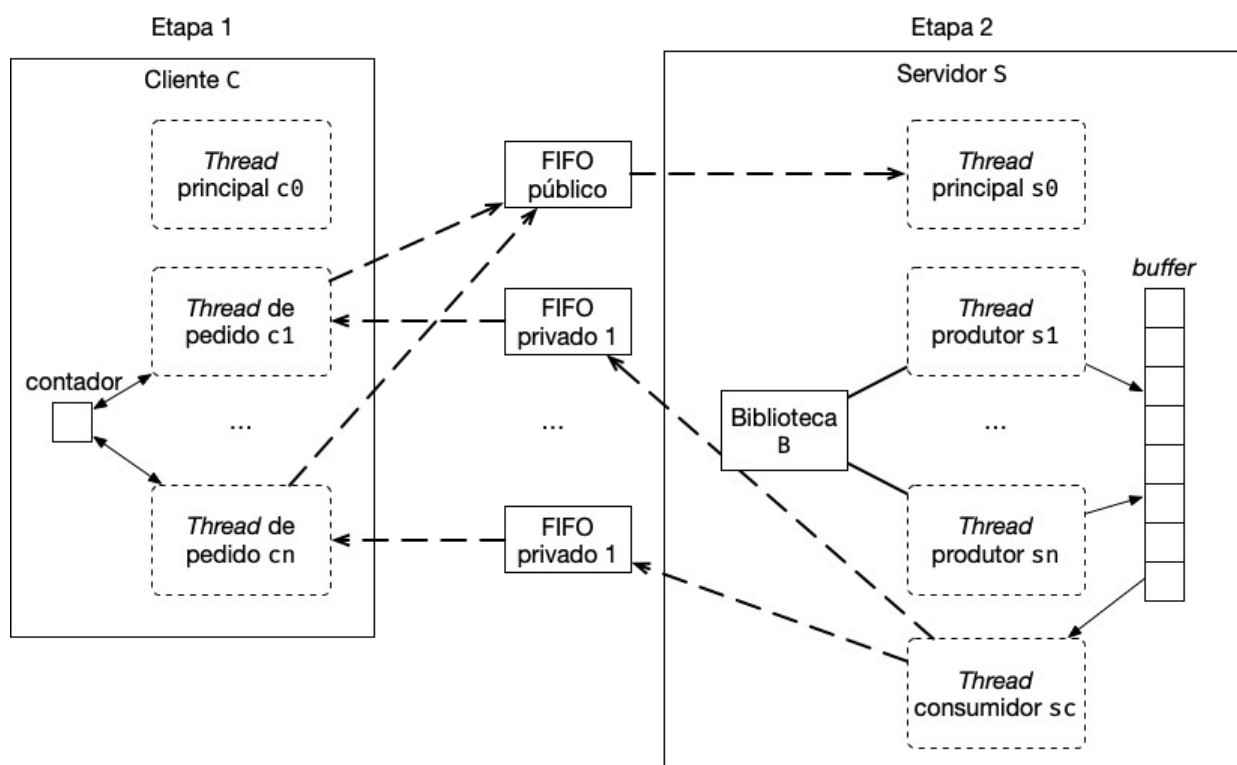 Etapa 1
Cliente C
Thread
principal c0
Thread de
pedido c1
contador
...
Thread de
pedido cn
FIFO
público
FIFO
privado 1
...
FIFO
privado 1
Etapa 2
Servidor S
Thread
principal s0
buffer
Thread
produtor s1
Biblioteca
B
...
Thread
produtor sn
Thread
consumidor sc